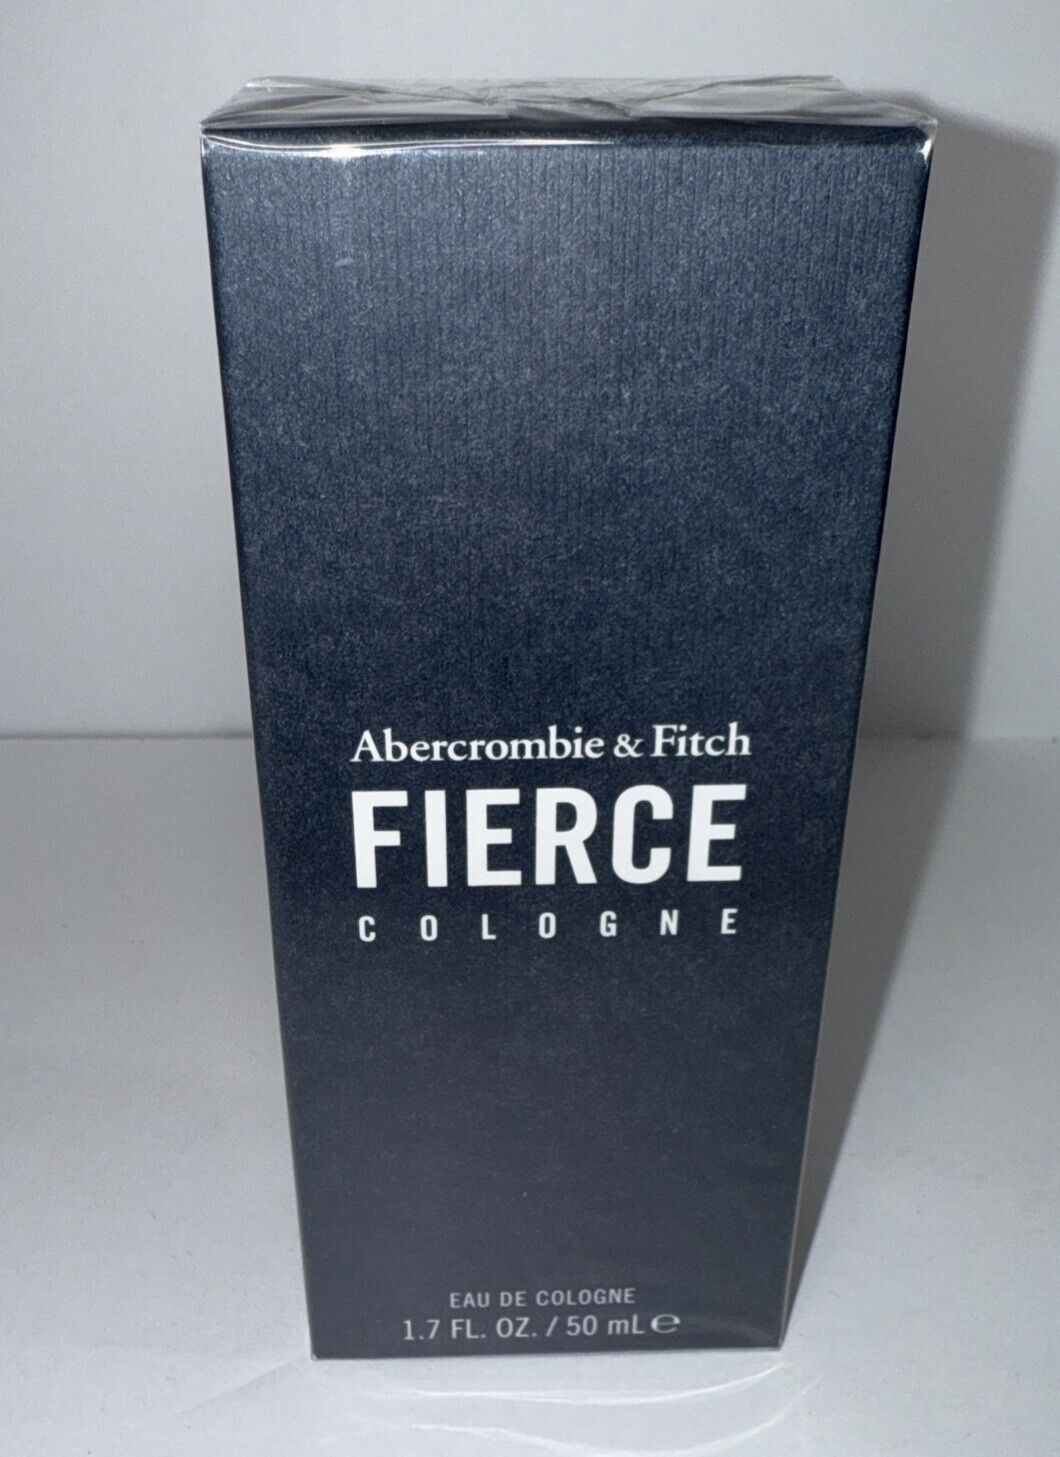 Abercrombie & Fitch
FIERCE
COLOGNE
EAU DE COLOGNE
1.7 FL. OZ. / 50 mL ℮